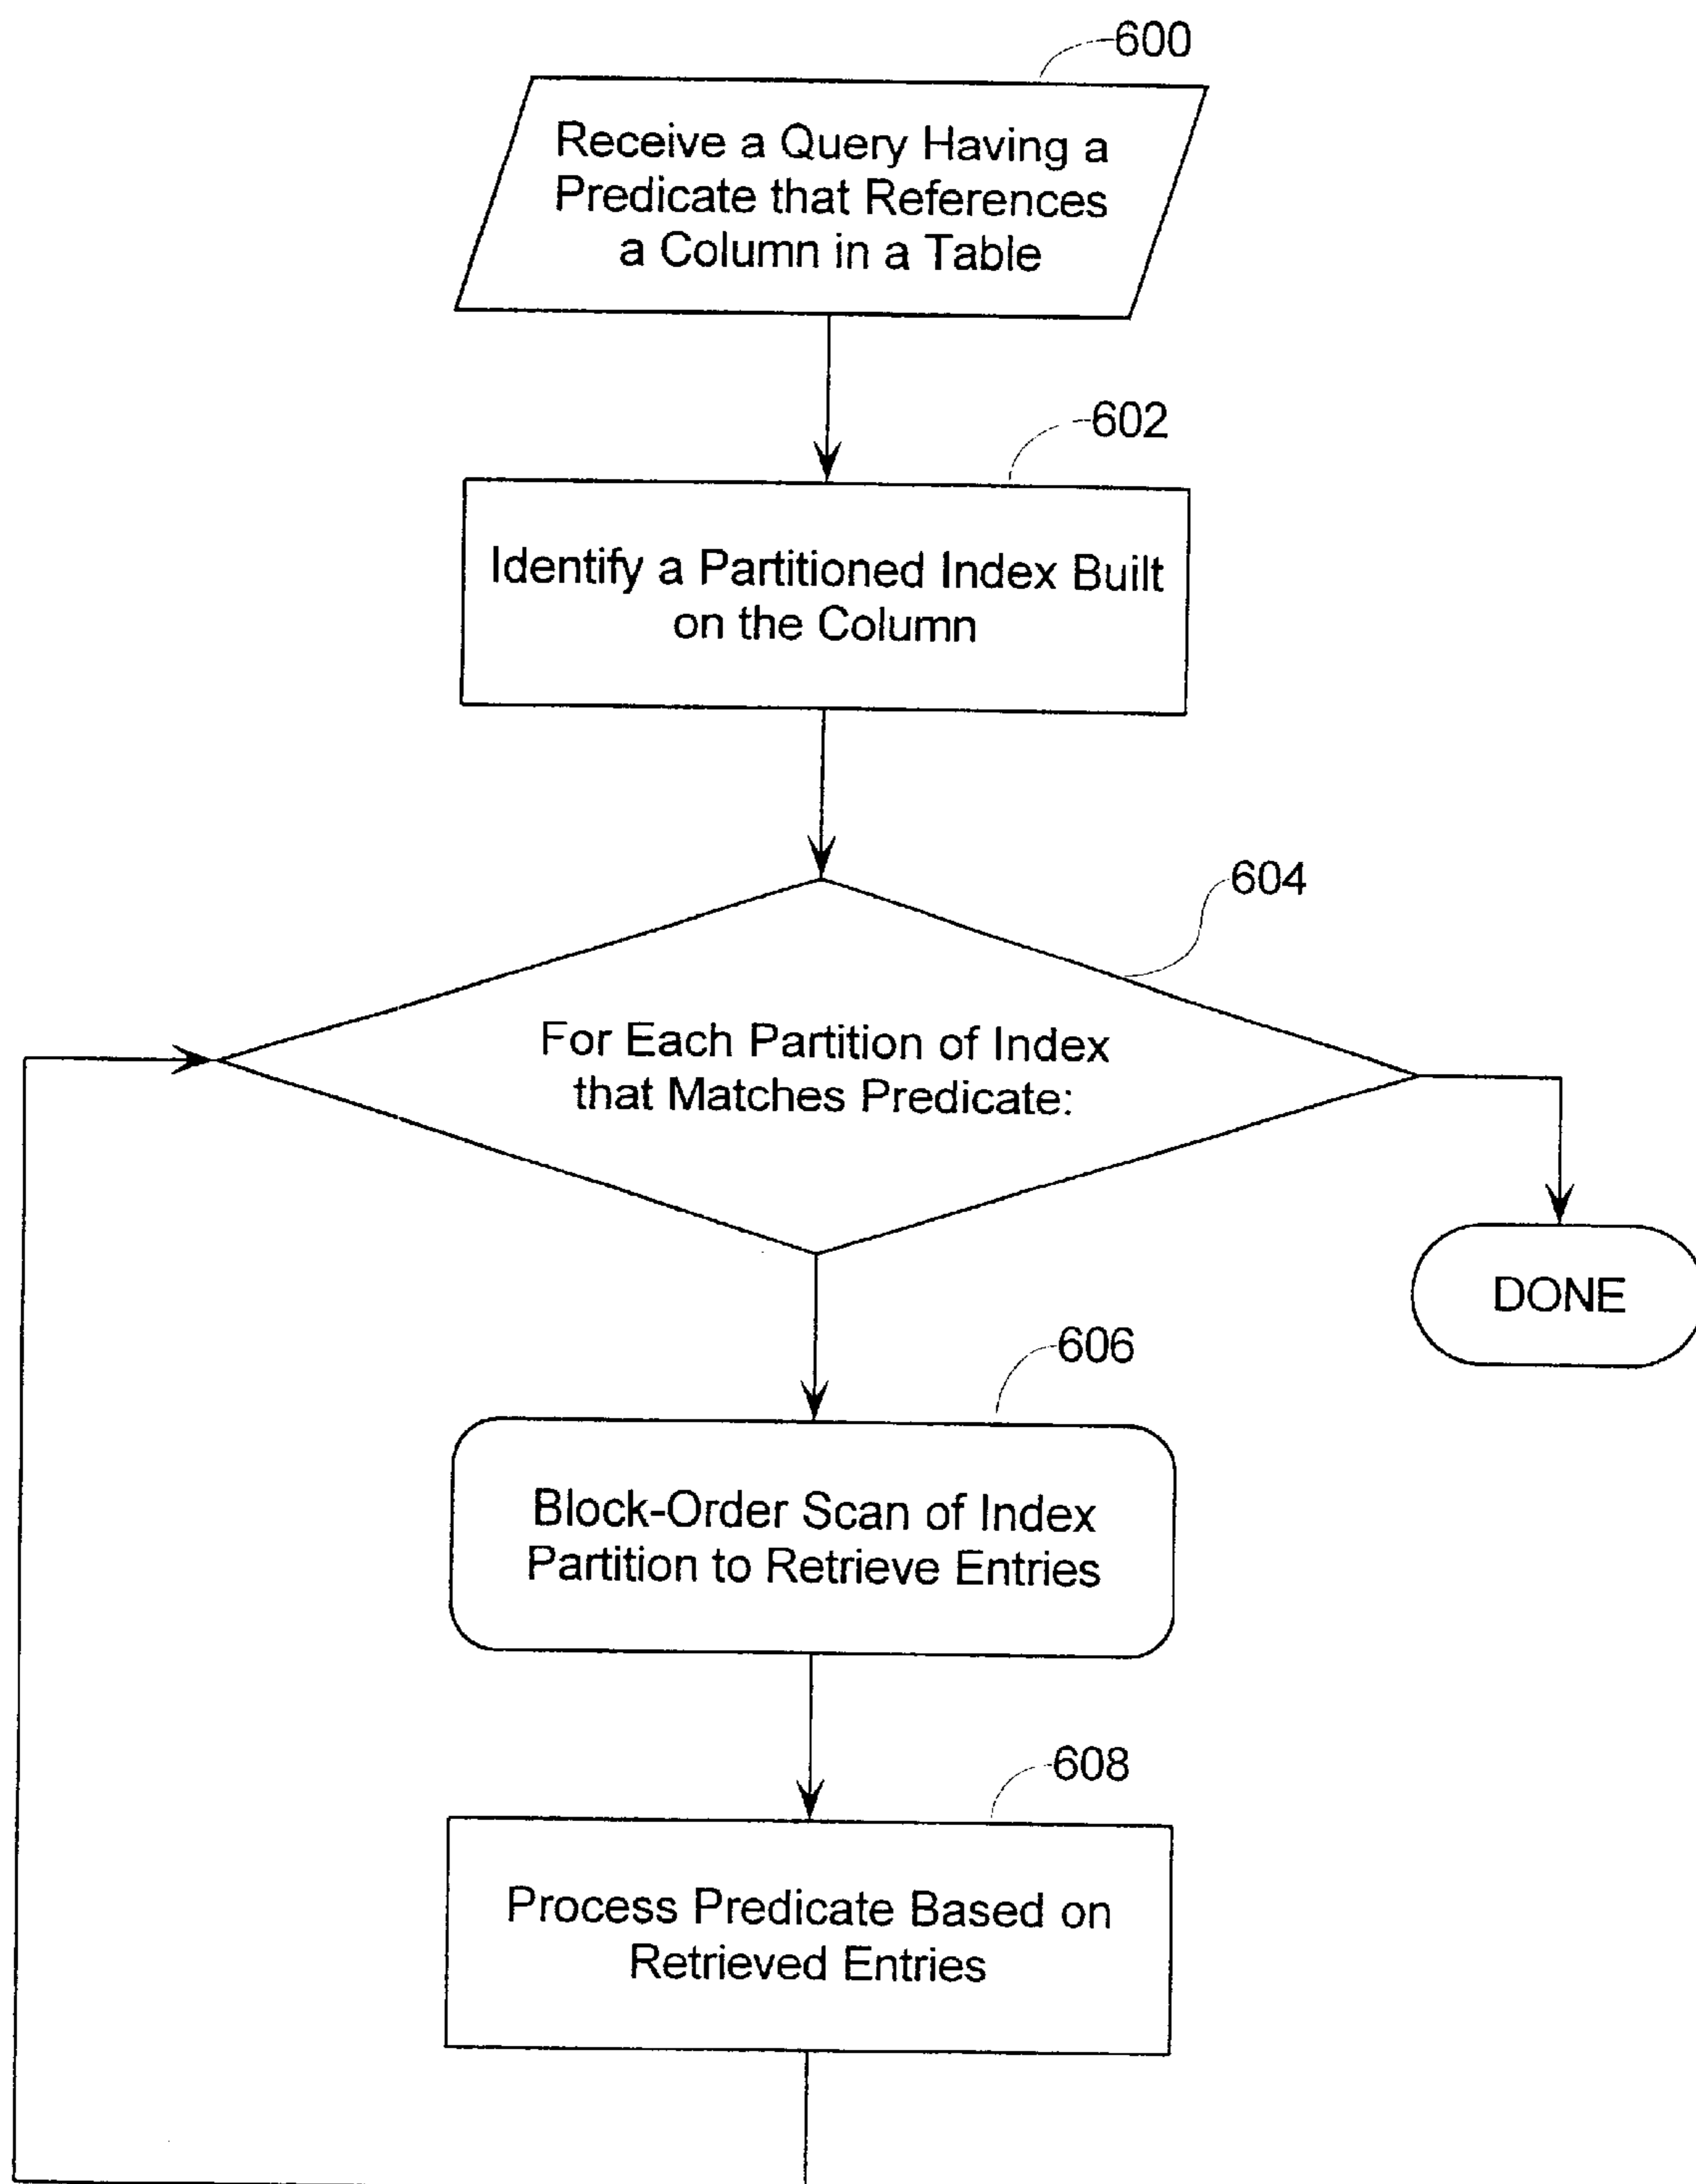 600
Receive a Query Having a
Predicate that References
a Column in a Table
602
Identify a Partitioned Index Built
on the Column
604
For Each Partition of Index
that Matches Predicate:
DONE
606
Block-Order Scan of Index
Partition to Retrieve Entries
608
Process Predicate Based on
Retrieved Entries